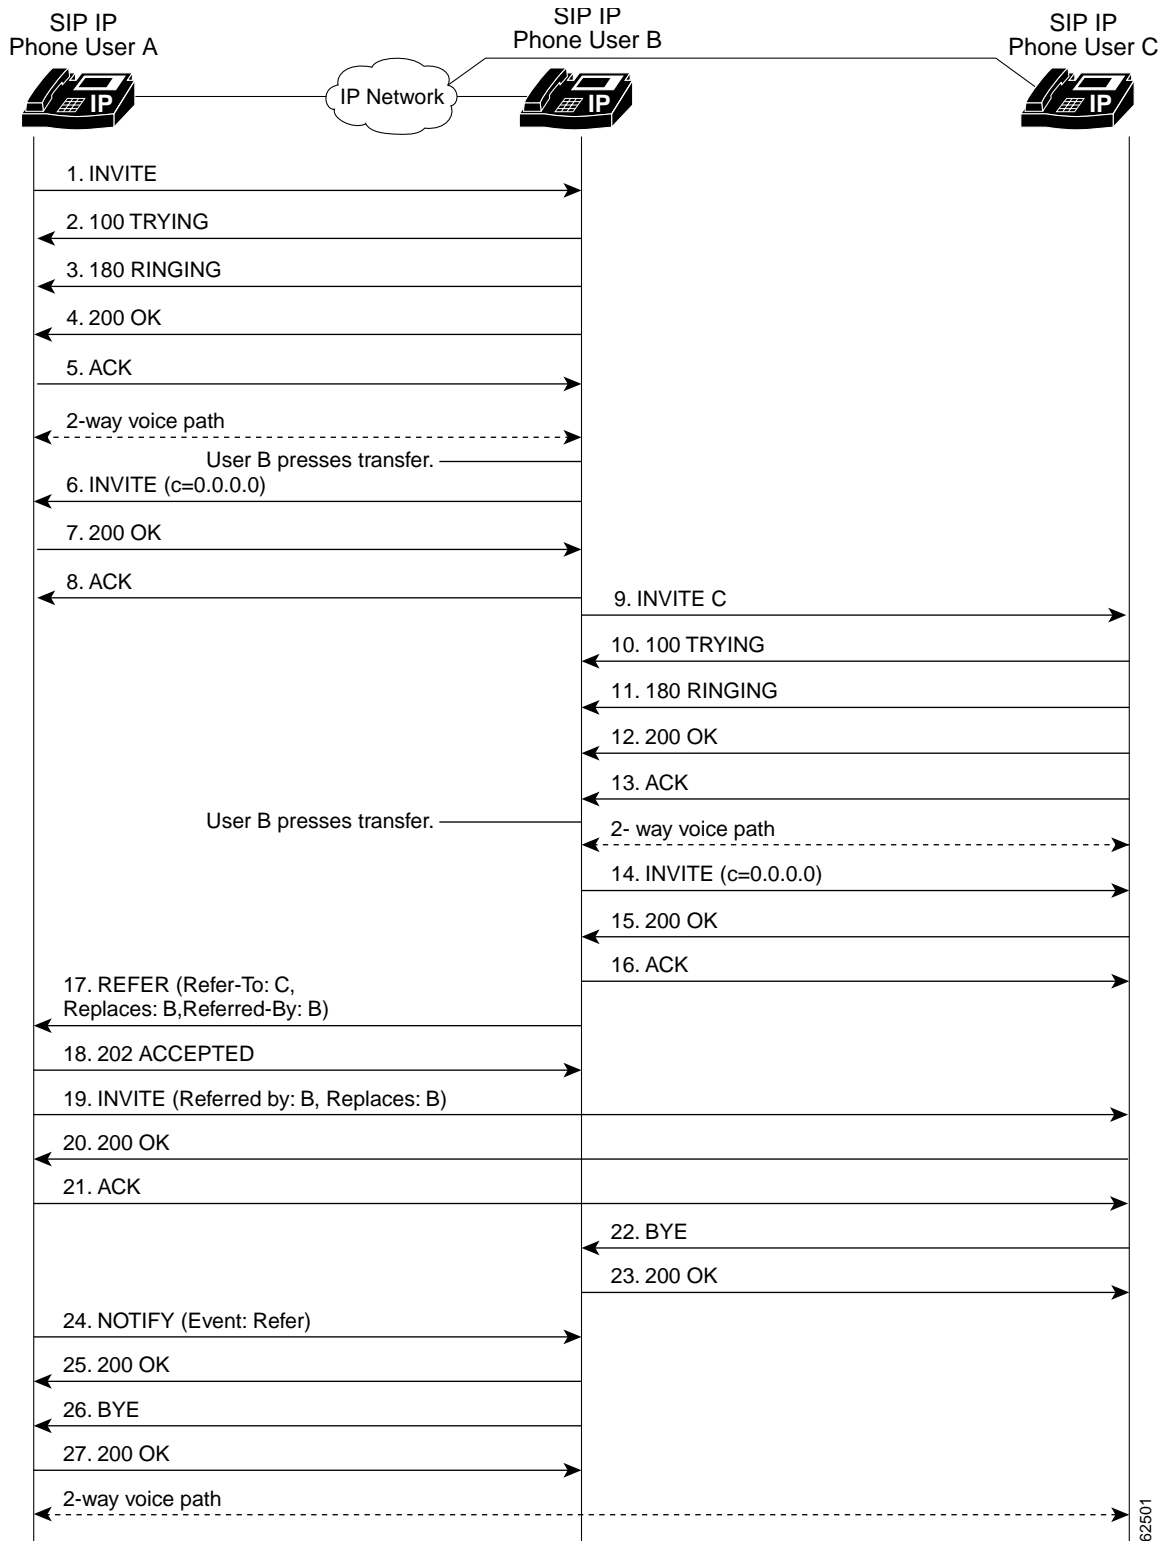 SIP IP
Phone User A
SIP IP
Phone User B
SIP IP
Phone User C
IP
IP Network
IP
IP
1. INVITE
2. 100 TRYING
3. 180 RINGING
4. 200 OK
5. ACK
2-way voice path
User B presses transfer.
6. INVITE (c=0.0.0.0)
7. 200 OK
8. ACK
9. INVITE C
10. 100 TRYING
11. 180 RINGING
12. 200 OK
13. ACK
User B presses transfer.
2- way voice path
14. INVITE (c=0.0.0.0)
15. 200 OK
16. ACK
17. REFER (Refer-To: C,
Replaces: B,Referred-By: B)
18. 202 ACCEPTED
19. INVITE (Referred by: B, Replaces: B)
20. 200 OK
21. ACK
22. BYE
23. 200 OK
24. NOTIFY (Event: Refer)
25. 200 OK
26. BYE
27. 200 OK
2-way voice path
62501